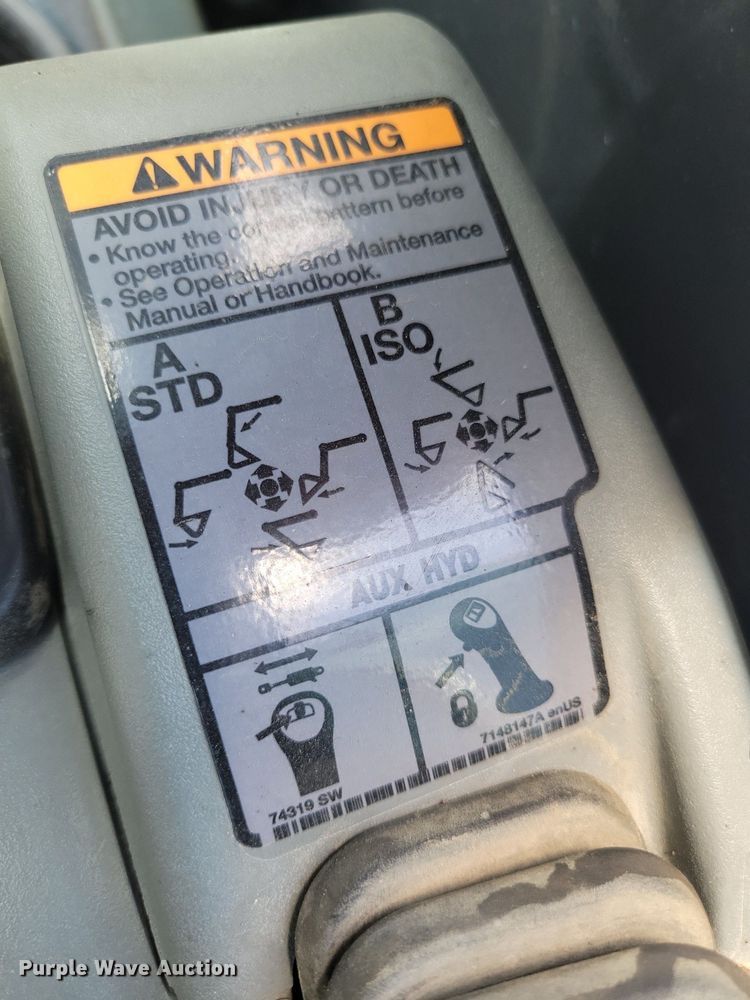 WARNING
AVOID INJURY OR DEATH
• Know the control pattern before
operating.
• See Operation and Maintenance
Manual or Handbook.
A
STD
B
ISO
AUX HYD
74319 SW
7148147A enUS
Purple Wave Auction